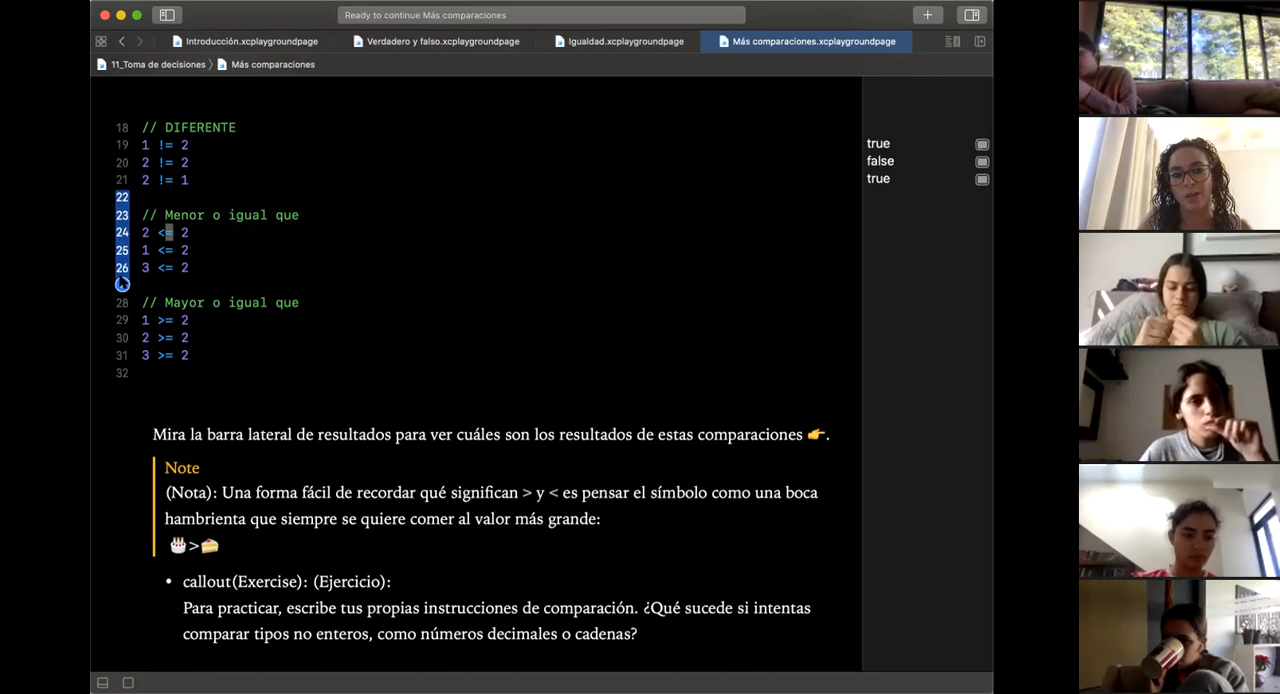 Ready to continue Más comparaciones
Introducción.xcplaygroundpage
Verdadero y falso.xcplaygroundpage
Igualdad.xcplaygroundpage
Más comparaciones.xcplaygroundpage
11_Toma de decisiones 〉 Más comparaciones
18 // DIFERENTE
19 1 != 2 true
20 2 != 2 false
21 2 != 1 true
22
23 // Menor o igual que
24 2 <= 2
25 1 <= 2
26 3 <= 2
28 // Mayor o igual que
29 1 >= 2
30 2 >= 2
31 3 >= 2
32
Mira la barra lateral de resultados para ver cuáles son los resultados de estas comparaciones 👉.
Note
(Nota): Una forma fácil de recordar qué significan > y < es pensar el símbolo como una boca
hambrienta que siempre se quiere comer al valor más grande:
🎂>🍰
• callout(Exercise): (Ejercicio):
Para practicar, escribe tus propias instrucciones de comparación. ¿Qué sucede si intentas
comparar tipos no enteros, como números decimales o cadenas?